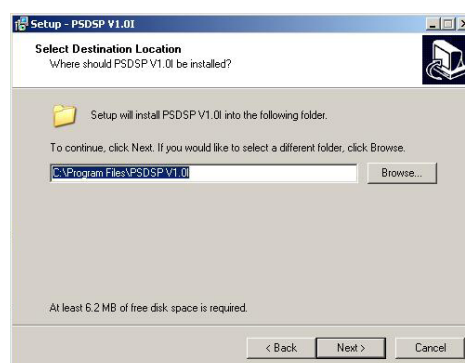 Setup - PSDSP V1.0I
Select Destination Location
Where should PSDSP V1.0I be installed?
Setup will install PSDSP V1.0I into the following folder.
To continue, click Next. If you would like to select a different folder, click Browse.
C:\Program Files\PSDSP V1.0I
Browse...
At least 6.2 MB of free disk space is required.
< Back
Next >
Cancel